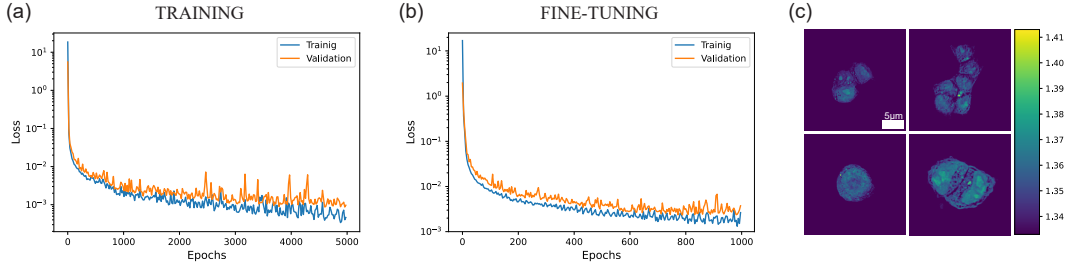 (a) TRAINING
Loss
10^1
10^0
10^-1
10^-2
10^-3
0 1000 2000 3000 4000 5000
Epochs
Trainig
Validation
(b) FINE-TUNING
Loss
10^1
10^0
10^-1
10^-2
10^-3
0 200 400 600 800 1000
Epochs
Trainig
Validation
(c)
5μm
1.41
1.40
1.39
1.38
1.37
1.36
1.35
1.34